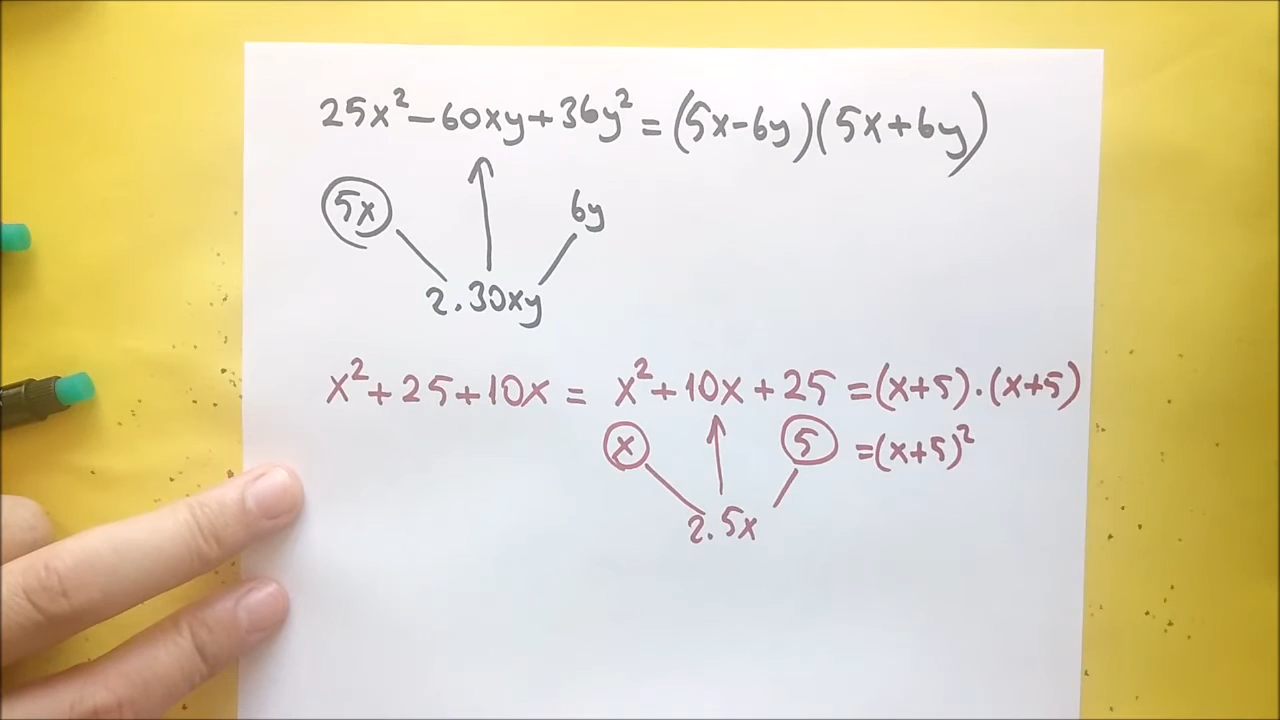 25x²-60xy+36y²=(5x-6y)(5x+6y)
5x 6y
2.30xy
x²+25+10x = x²+10x+25=(x+5).(x+5)
x 5 =(x+5)²
2.5x